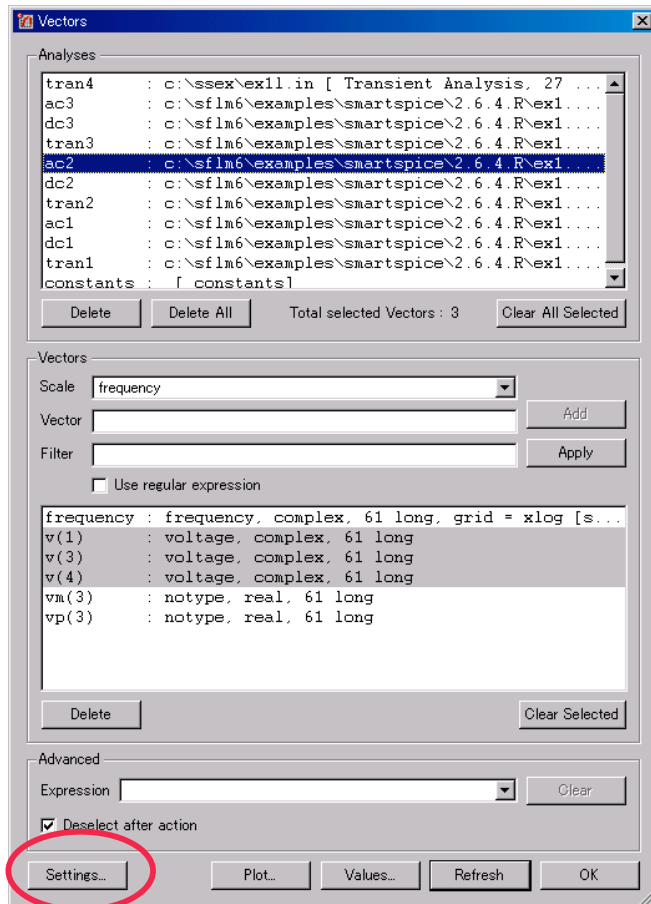 Vectors
Analyses
tran4 : c:\ssex\ex1l.in [ Transient Analysis, 27 ...
ac3 : c:\sflm6\examples\smartspice\2.6.4.R\ex1....
dc3 : c:\sflm6\examples\smartspice\2.6.4.R\ex1....
tran3 : c:\sflm6\examples\smartspice\2.6.4.R\ex1....
ac2 : c:\sflm6\examples\smartspice\2.6.4.R\ex1....
dc2 : c:\sflm6\examples\smartspice\2.6.4.R\ex1....
tran2 : c:\sflm6\examples\smartspice\2.6.4.R\ex1....
ac1 : c:\sflm6\examples\smartspice\2.6.4.R\ex1....
dc1 : c:\sflm6\examples\smartspice\2.6.4.R\ex1....
tran1 : c:\sflm6\examples\smartspice\2.6.4.R\ex1....
constants : [ constants]
Delete Delete All Total selected Vectors : 3 Clear All Selected
Vectors
Scale frequency
Vector Add
Filter Apply
Use regular expression
frequency : frequency, complex, 61 long, grid = xlog [s...
v(1) : voltage, complex, 61 long
v(3) : voltage, complex, 61 long
v(4) : voltage, complex, 61 long
vm(3) : notype, real, 61 long
vp(3) : notype, real, 61 long
Delete Clear Selected
Advanced
Expression Clear
Deselect after action
Settings... Plot... Values... Refresh OK